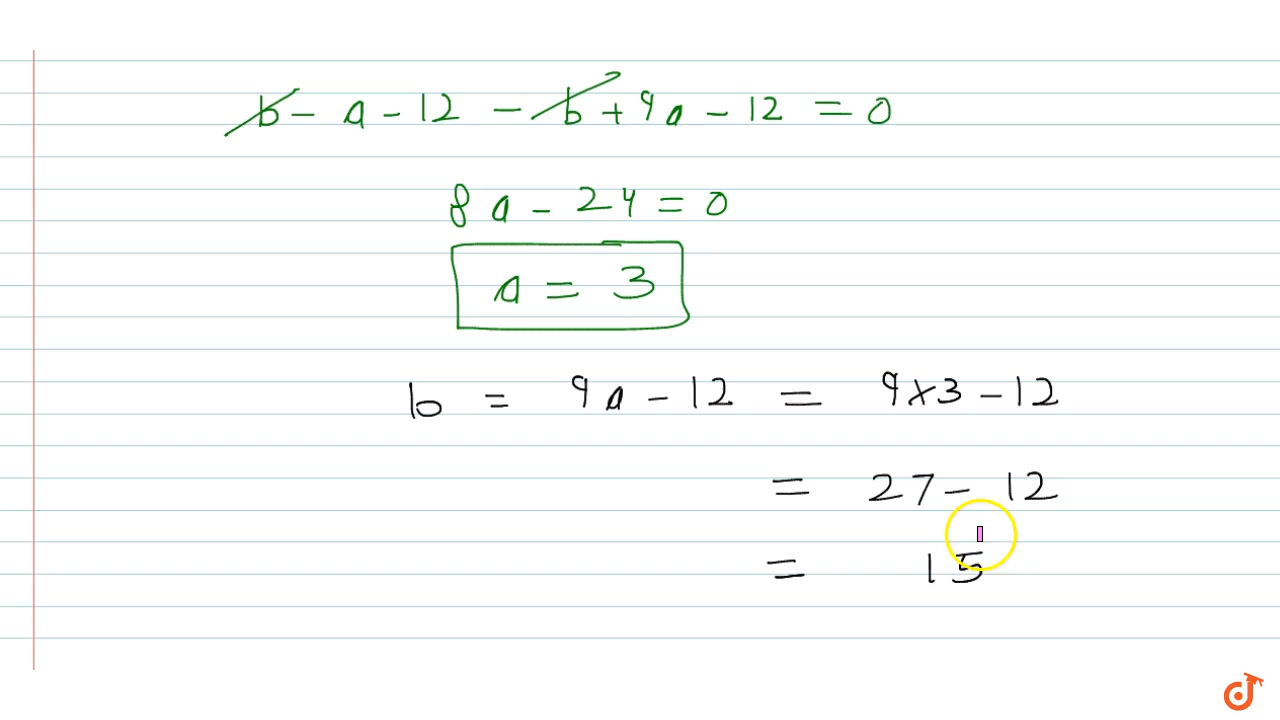 b - a - 12 - b + 9a - 12 = 0
8a - 24 = 0
a = 3
b = 9a - 12 = 9×3 - 12
= 27 - 12
= 15